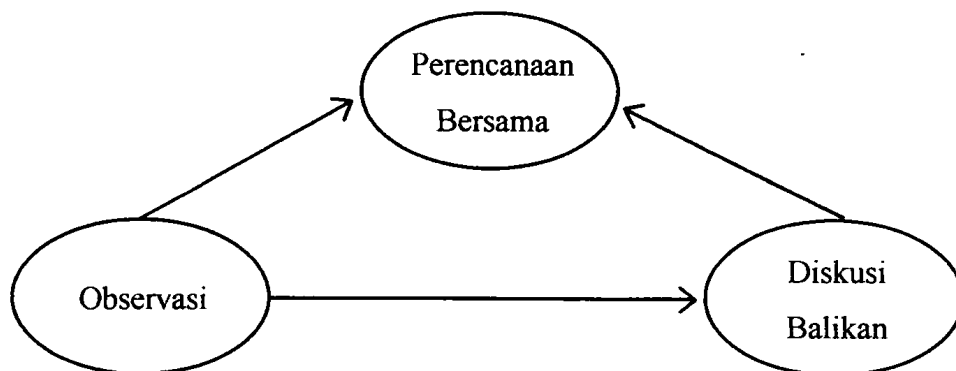 Perencanaan
Bersama
Observasi
Diskusi
Balikan